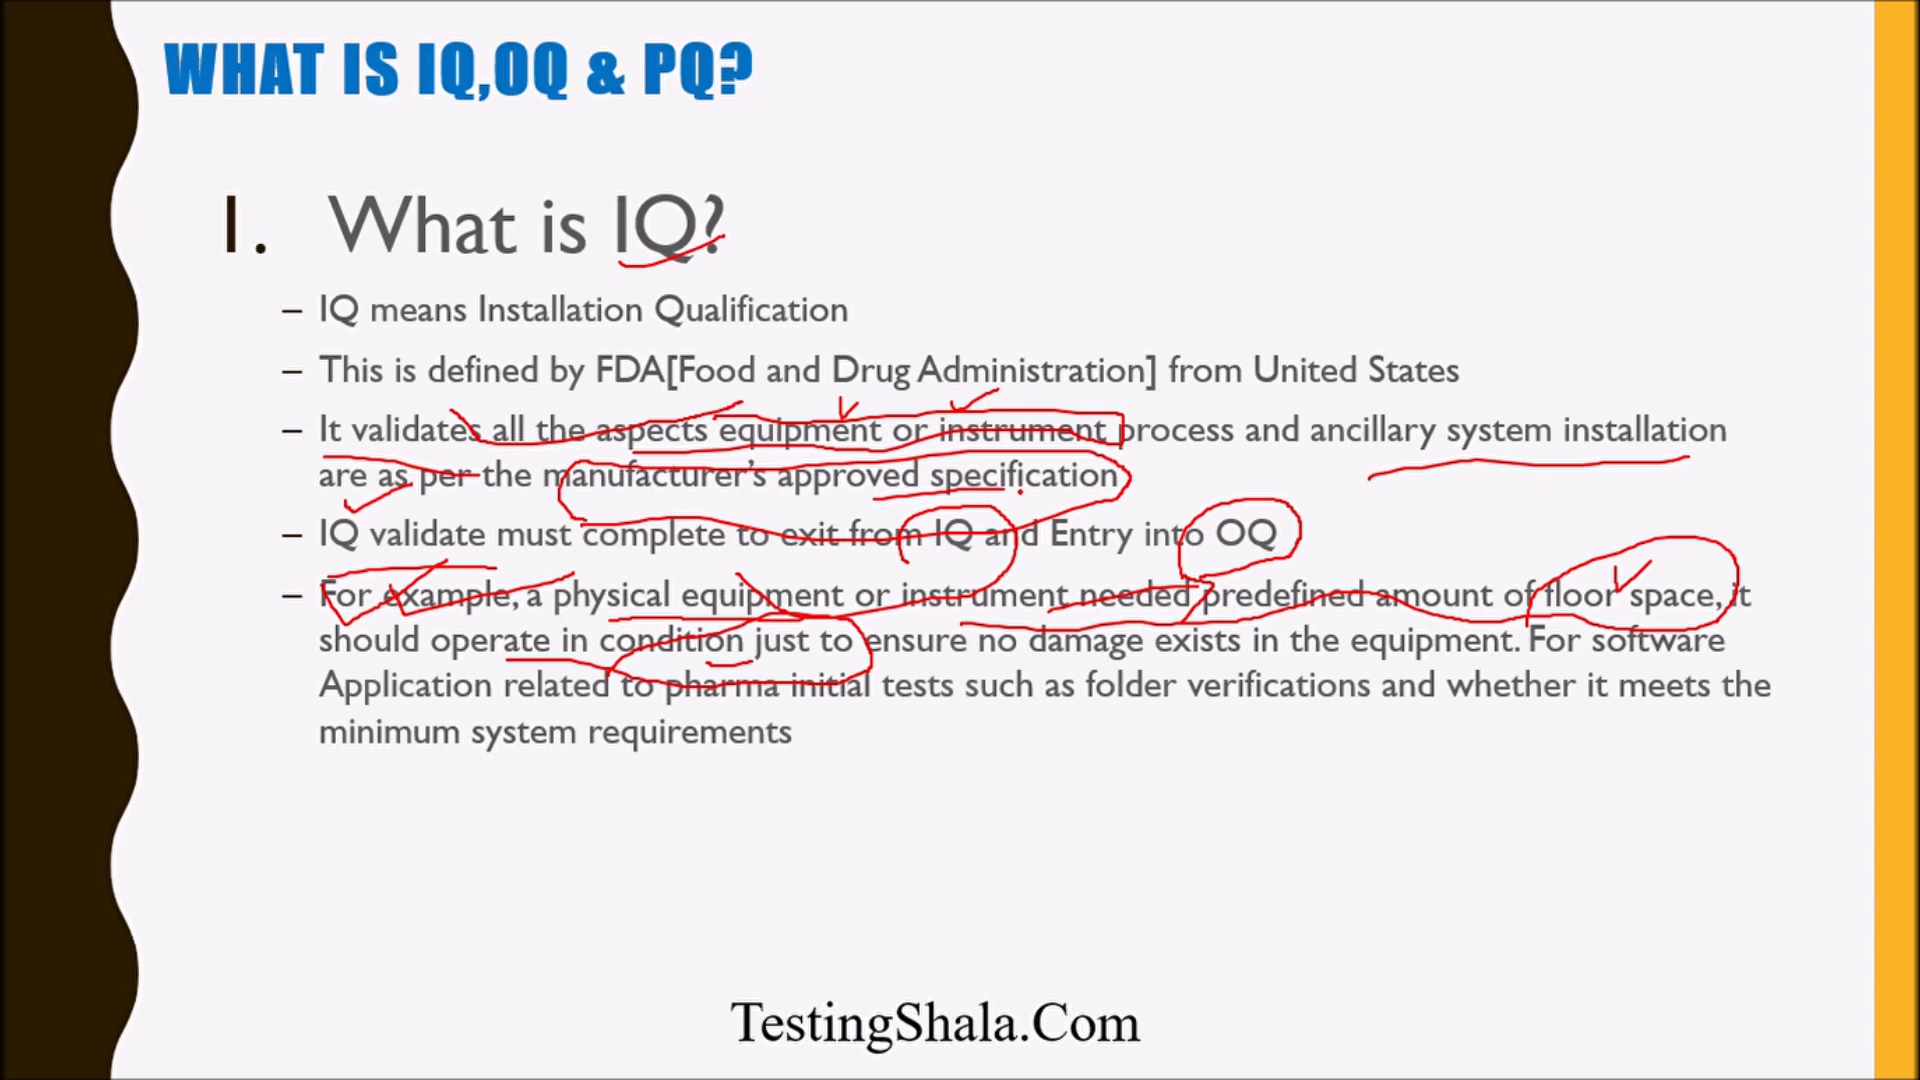 WHAT IS IQ,OQ & PQ?
1. What is IQ?
– IQ means Installation Qualification
– This is defined by FDA[Food and Drug Administration] from United States
– It validates all the aspects equipment or instrument process and ancillary system installation
are as per the manufacturer's approved specification
– IQ validate must complete to exit from IQ and Entry into OQ
– For example, a physical equipment or instrument needed predefined amount of floor space, it
should operate in condition just to ensure no damage exists in the equipment. For software
Application related to pharma initial tests such as folder verifications and whether it meets the
minimum system requirements
TestingShala.Com